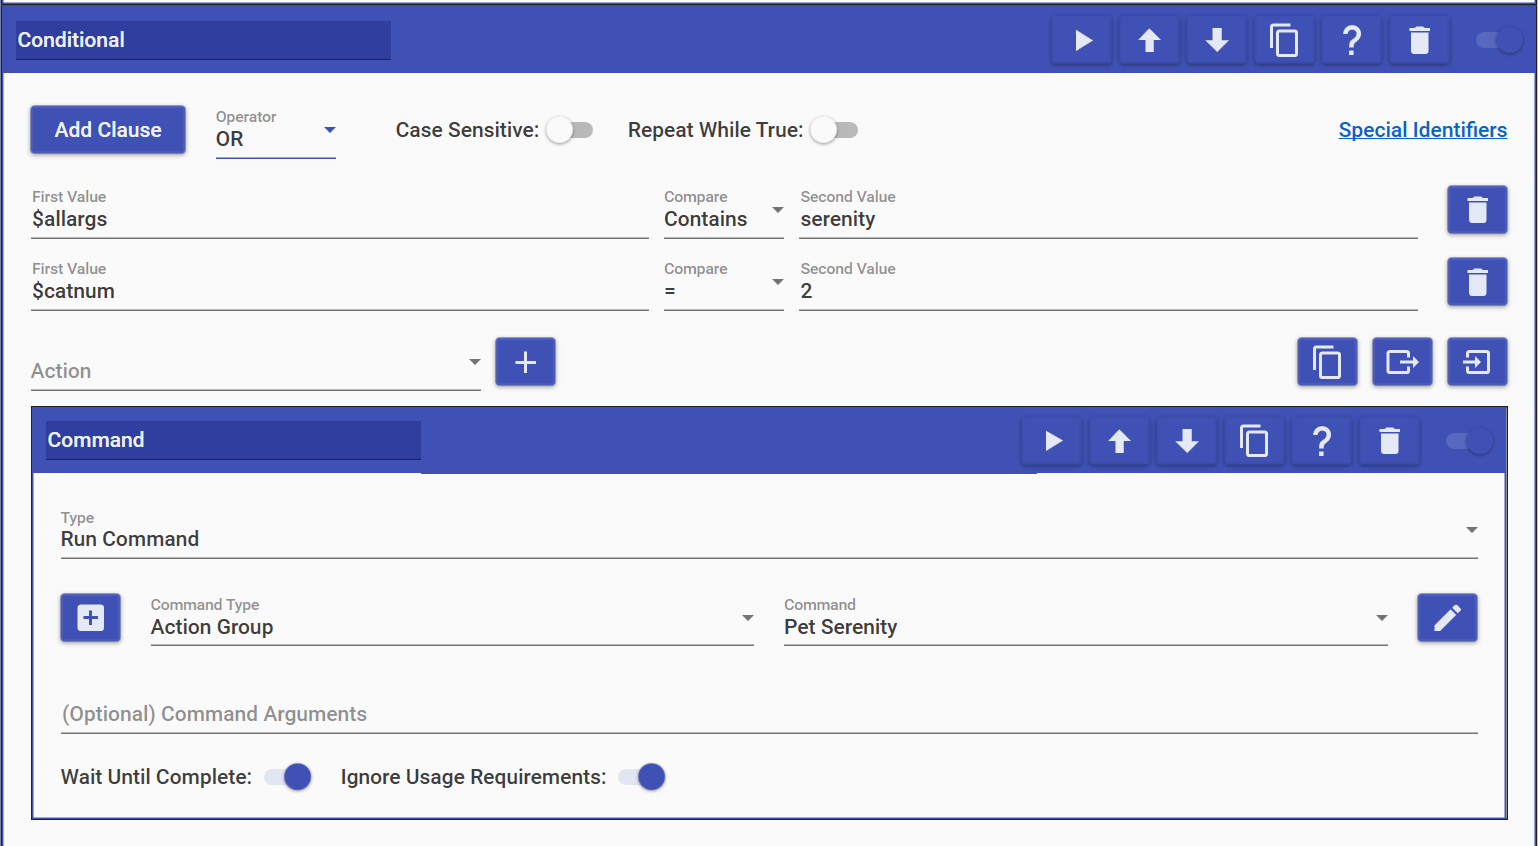 Conditional
Add Clause
Operator
OR
Case Sensitive:
Repeat While True:
Special Identifiers
First Value
$allargs
Compare
Contains
Second Value
serenity
First Value
$catnum
Compare
=
Second Value
2
Action
Command
Type
Run Command
Command Type
Action Group
Command
Pet Serenity
(Optional) Command Arguments
Wait Until Complete:
Ignore Usage Requirements: